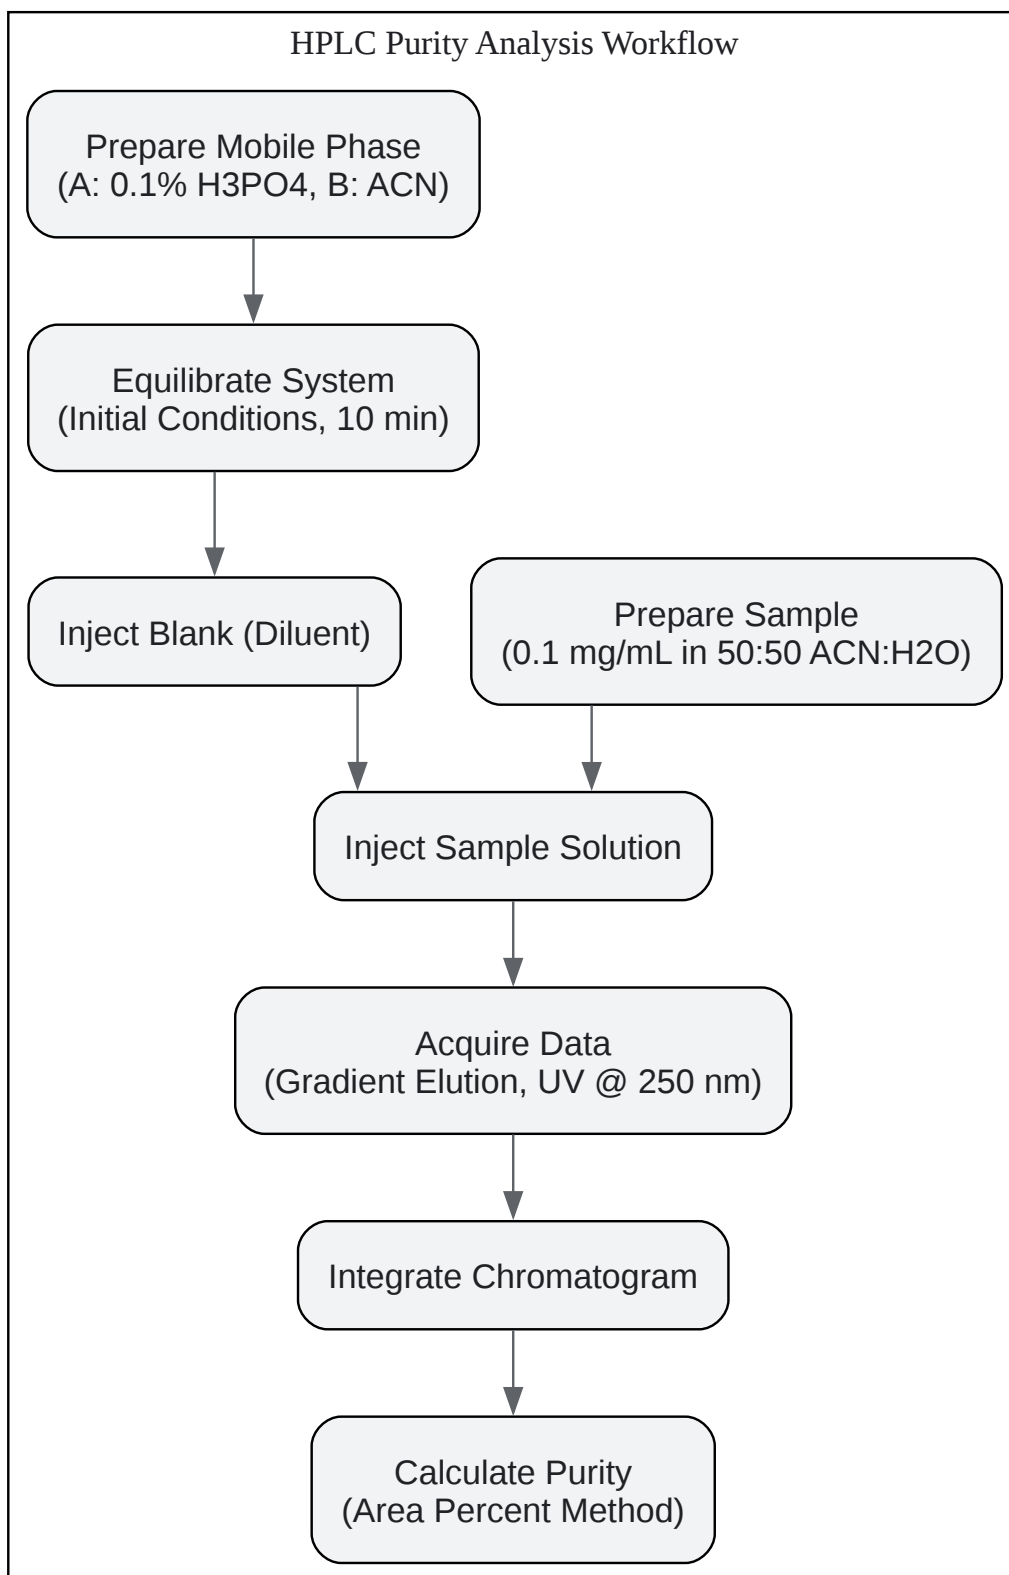 HPLC Purity Analysis Workflow
Prepare Mobile Phase
(A: 0.1% H3PO4, B: ACN)
Equilibrate System
(Initial Conditions, 10 min)
Inject Blank (Diluent)
Prepare Sample
(0.1 mg/mL in 50:50 ACN:H2O)
Inject Sample Solution
Acquire Data
(Gradient Elution, UV @ 250 nm)
Integrate Chromatogram
Calculate Purity
(Area Percent Method)